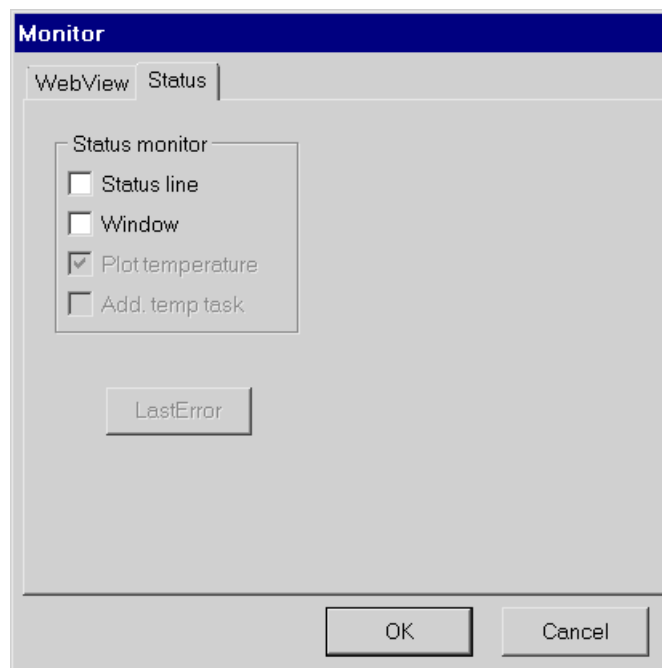 Monitor
WebView Status
Status monitor
Status line
Window
Plot temperature
Add. temp task
LastError
OK Cancel